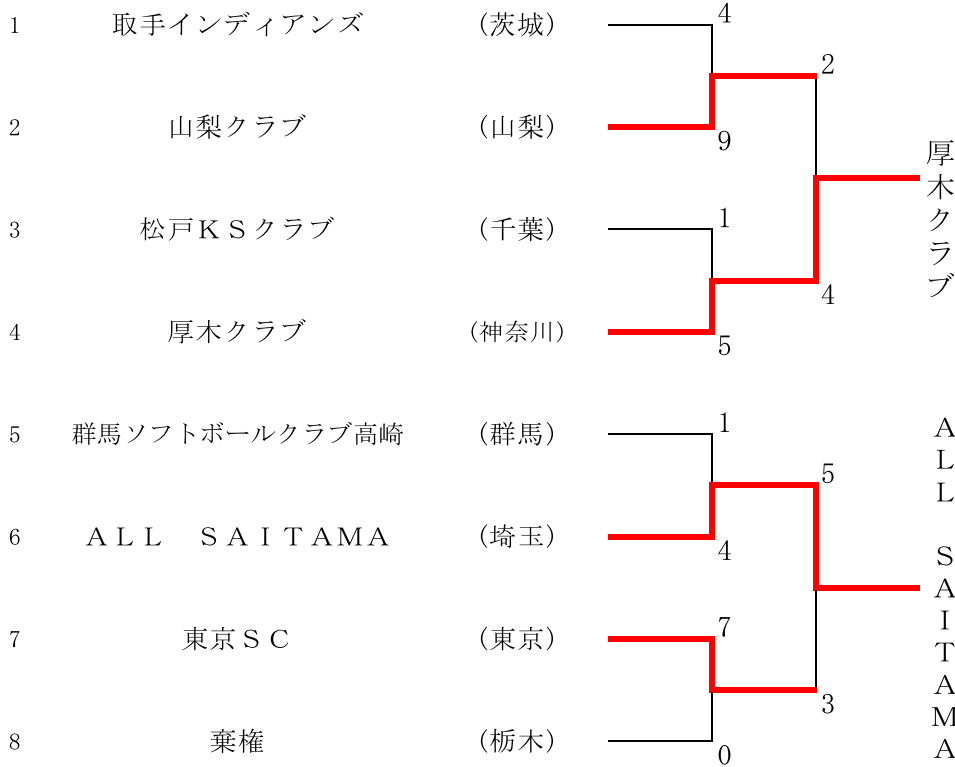 1 取手インディアンズ （茨城） 4
2
2 山梨クラブ （山梨） 9
厚木クラブ
3 松戸ＫＳクラブ （千葉） 1
4
4 厚木クラブ （神奈川） 5
5 群馬ソフトボールクラブ高崎 （群馬） 1
5
6 ＡＬＬ　ＳＡＩＴＡＭＡ （埼玉） 4
ＡＬＬ　ＳＡＩＴＡＭＡ
7 東京ＳＣ （東京） 7
3
8 棄権 （栃木） 0